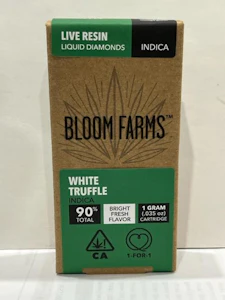 LIVE RESIN
LIQUID DIAMONDS
INDICA
BLOOM FARMS™
WHITE
TRUFFLE
INDICA
90%
TOTAL
BRIGHT
FRESH
FLAVOR
1 GRAM
(.035 oz)
CARTRIDGE
CA
1-FOR-1